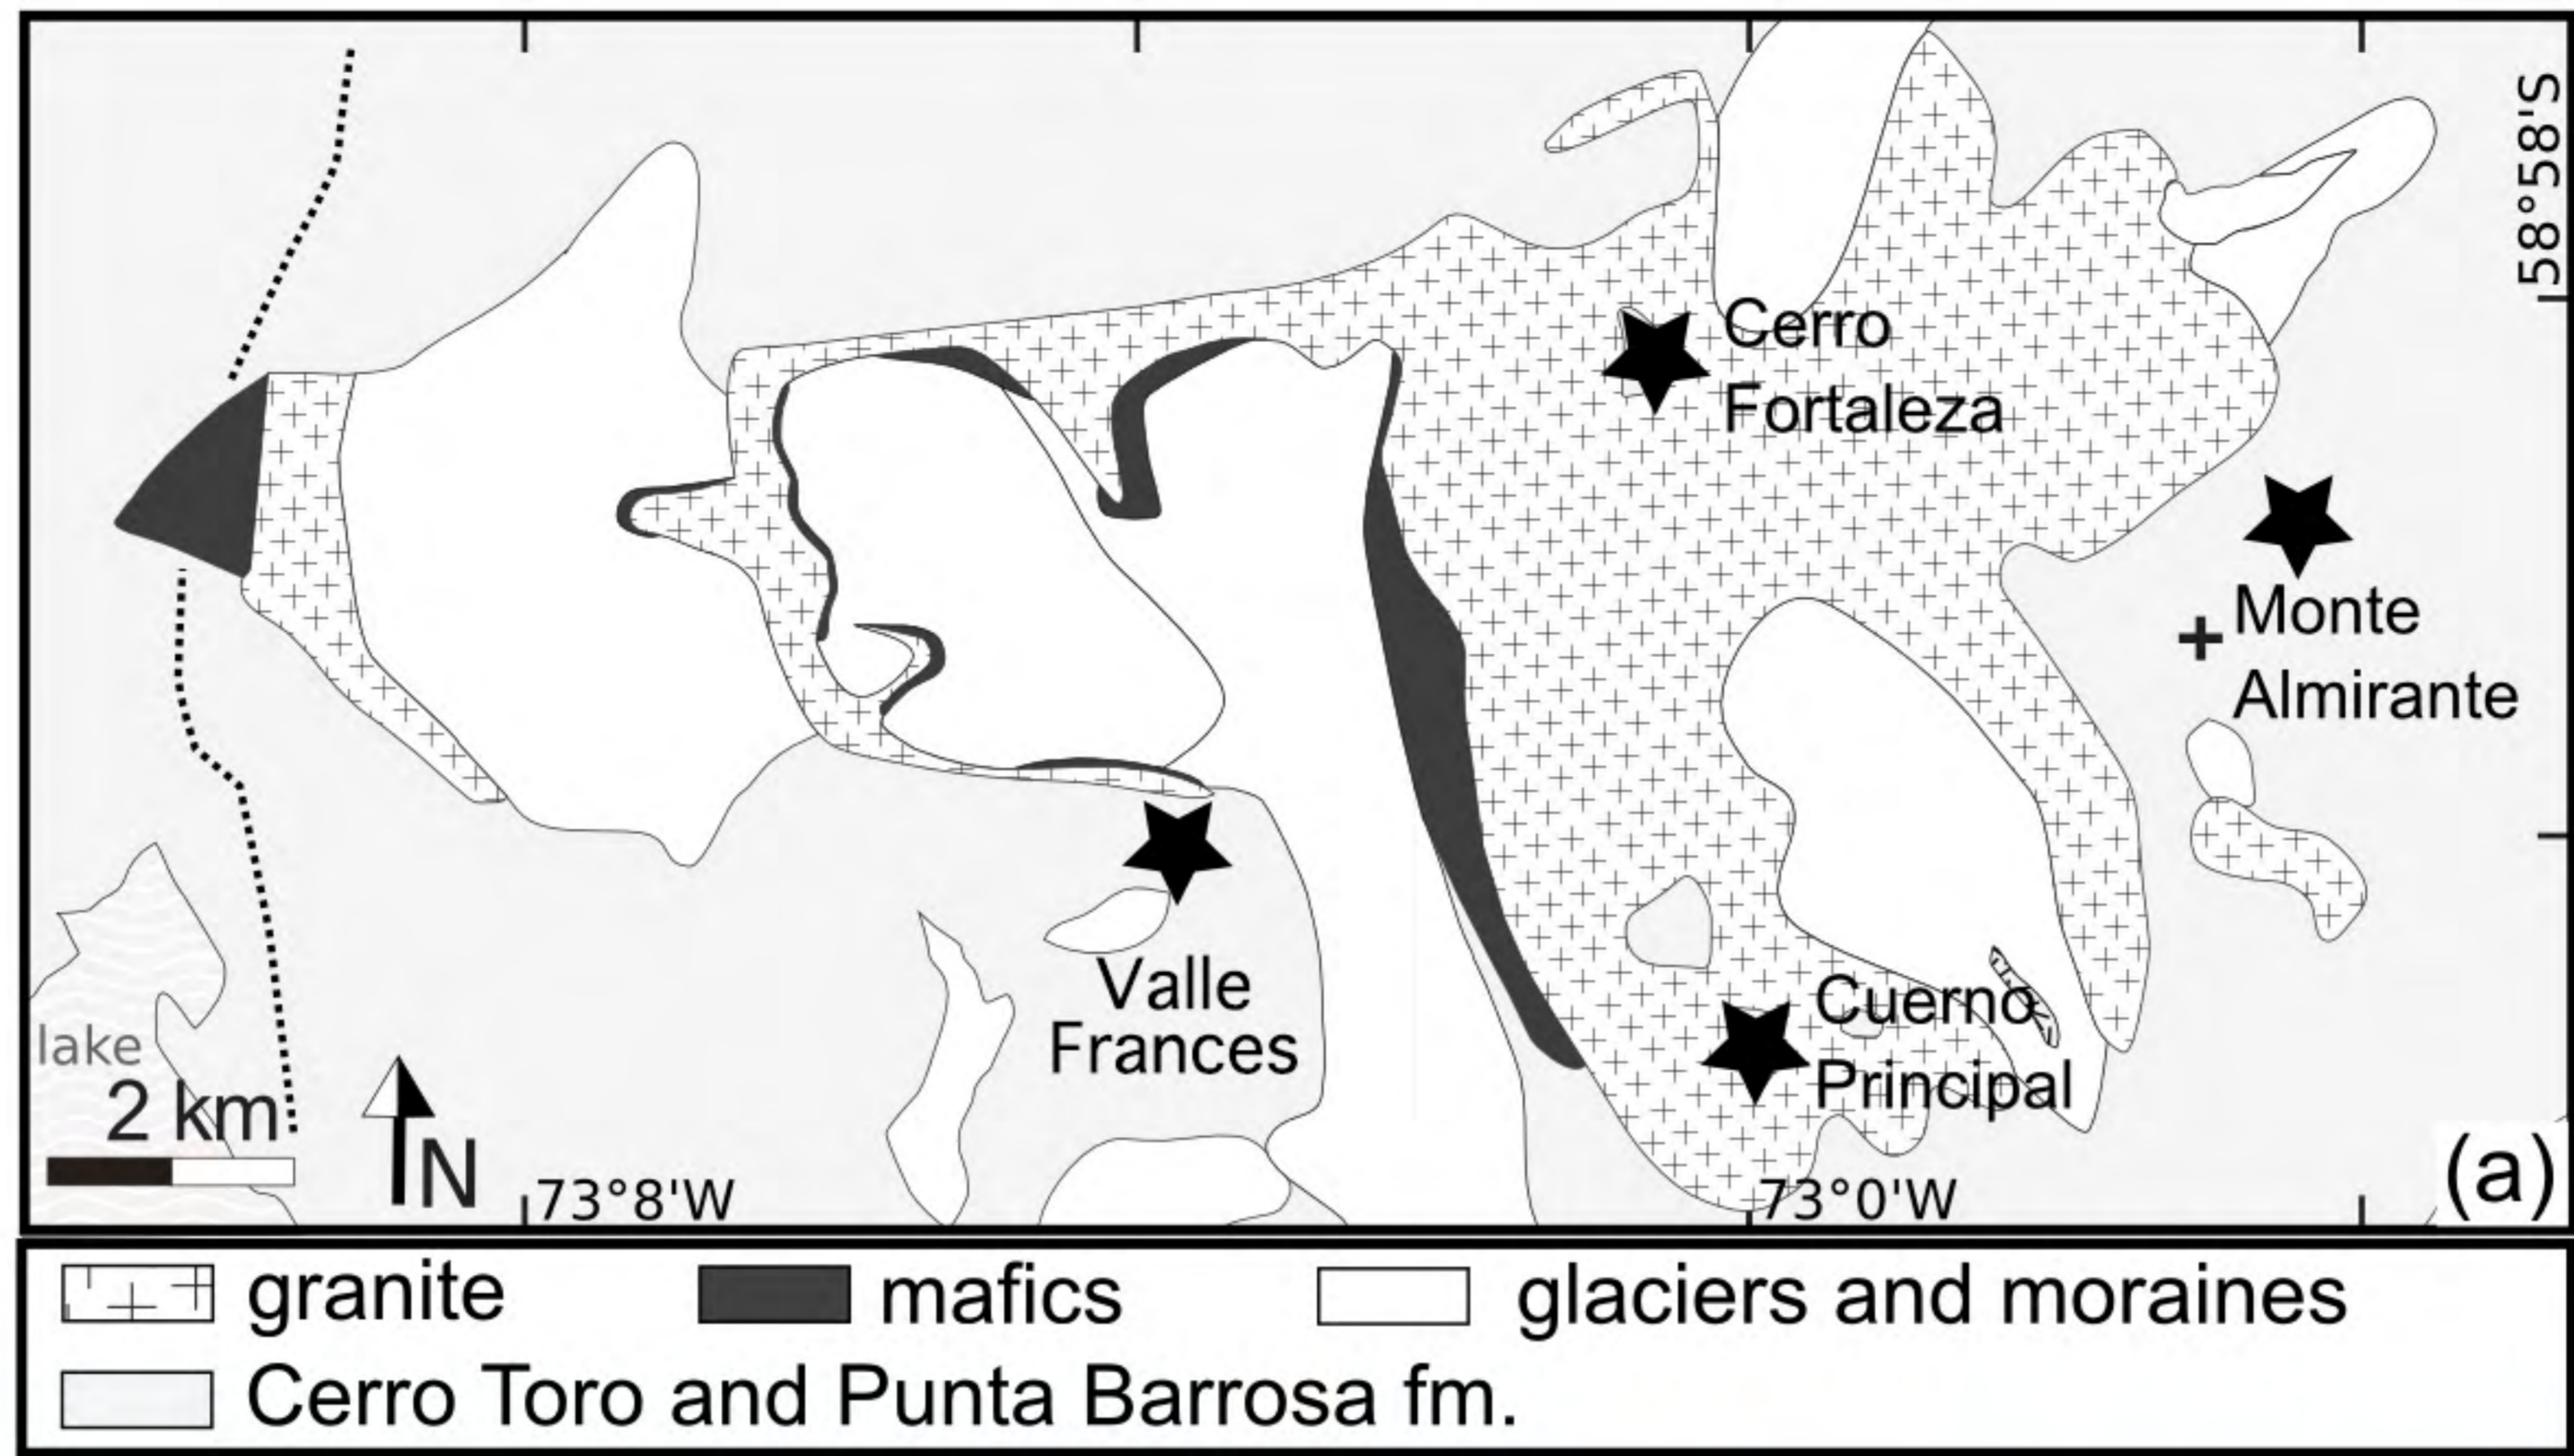 58°58'S
Cerro
Fortaleza
Monte
Almirante
Valle
Frances
Cuerno
Principal
lake
2 km
N
73°8'W
73°0'W
(a)
granite
mafics
glaciers and moraines
Cerro Toro and Punta Barrosa fm.